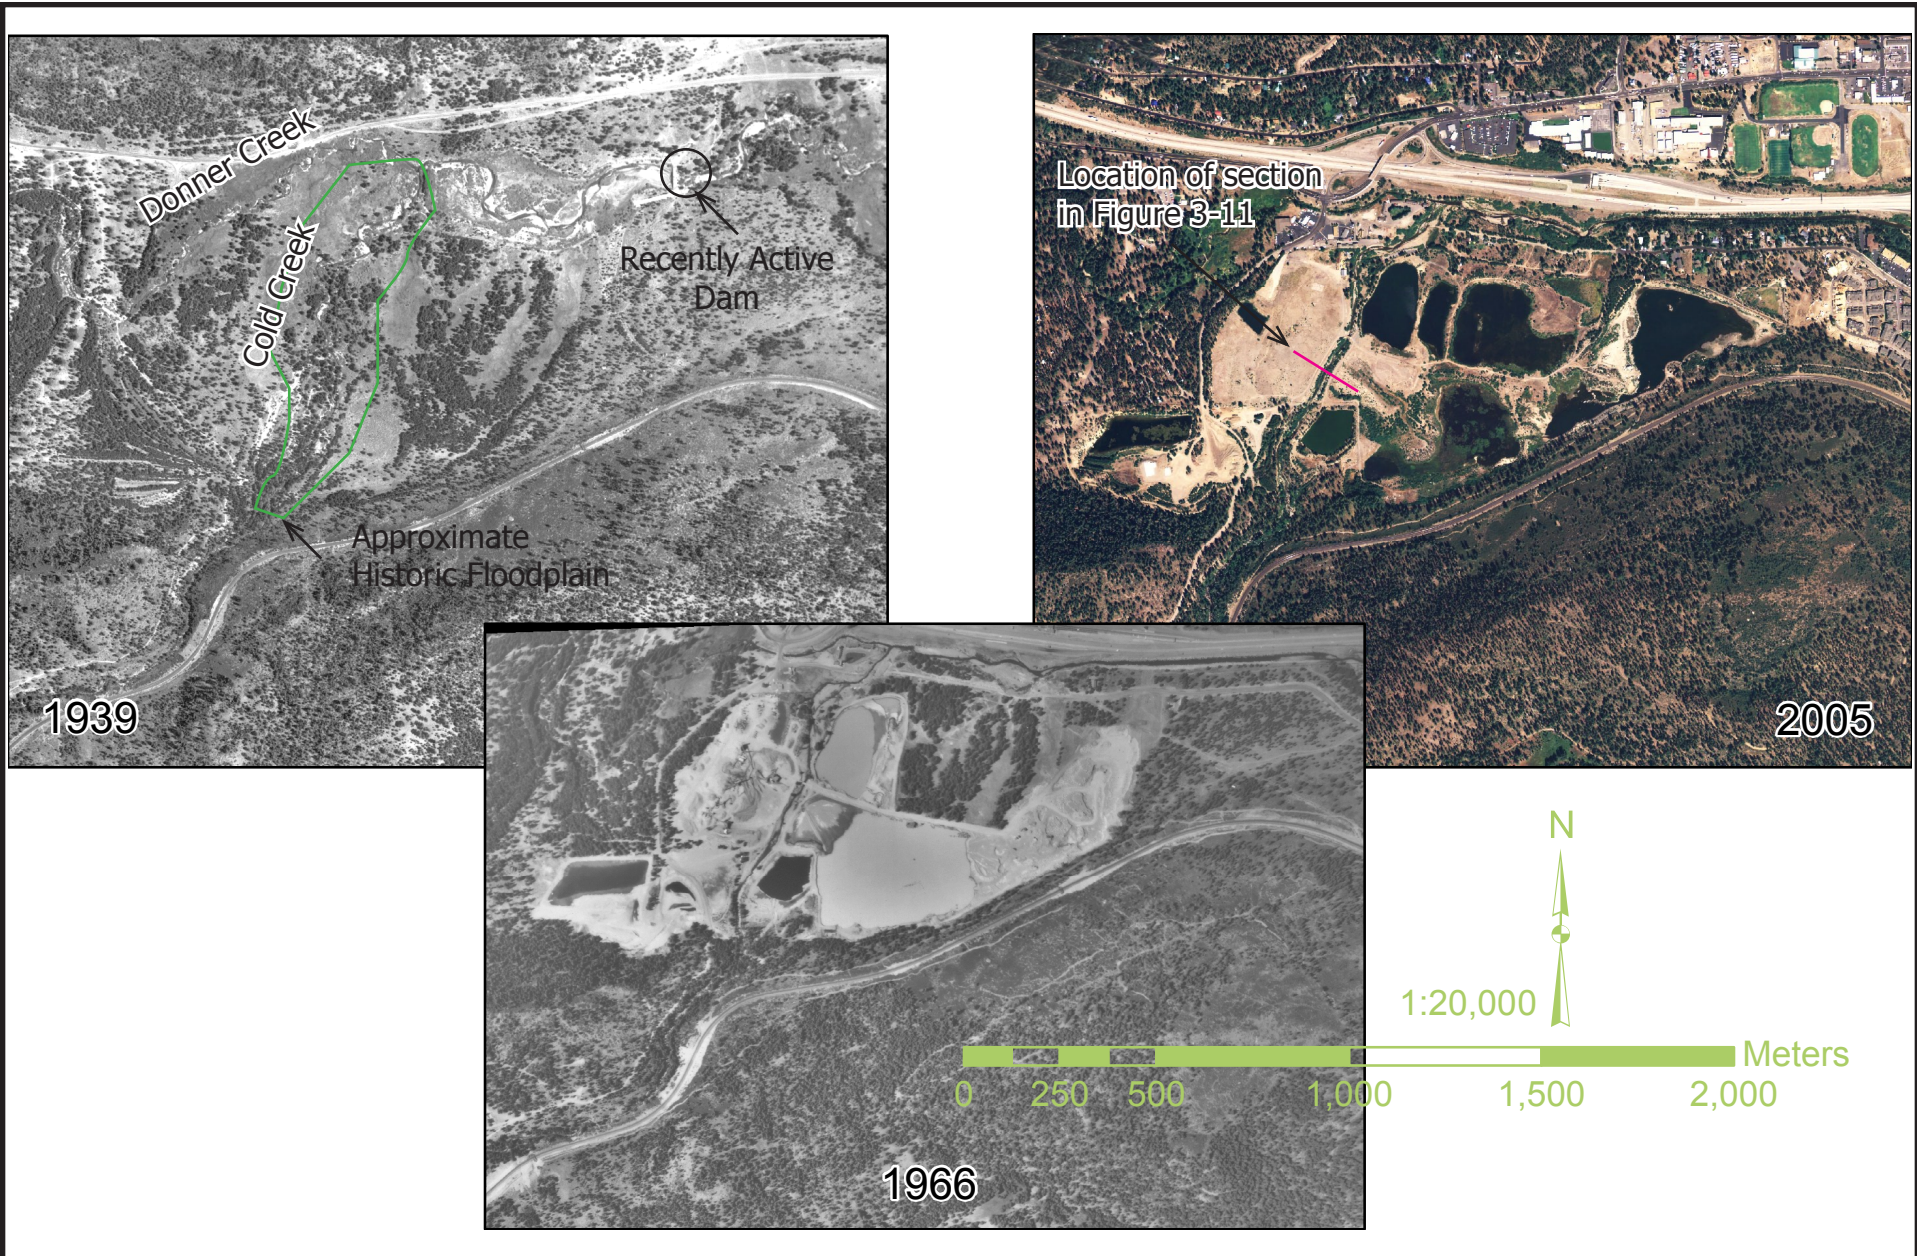 Donner Creek
Cold Creek
Recently Active
Dam
Approximate
Historic Floodplain
1939
Location of section
in Figure 3-11
2005
1966
N
1:20,000
Meters
0 250 500 1,000 1,500 2,000